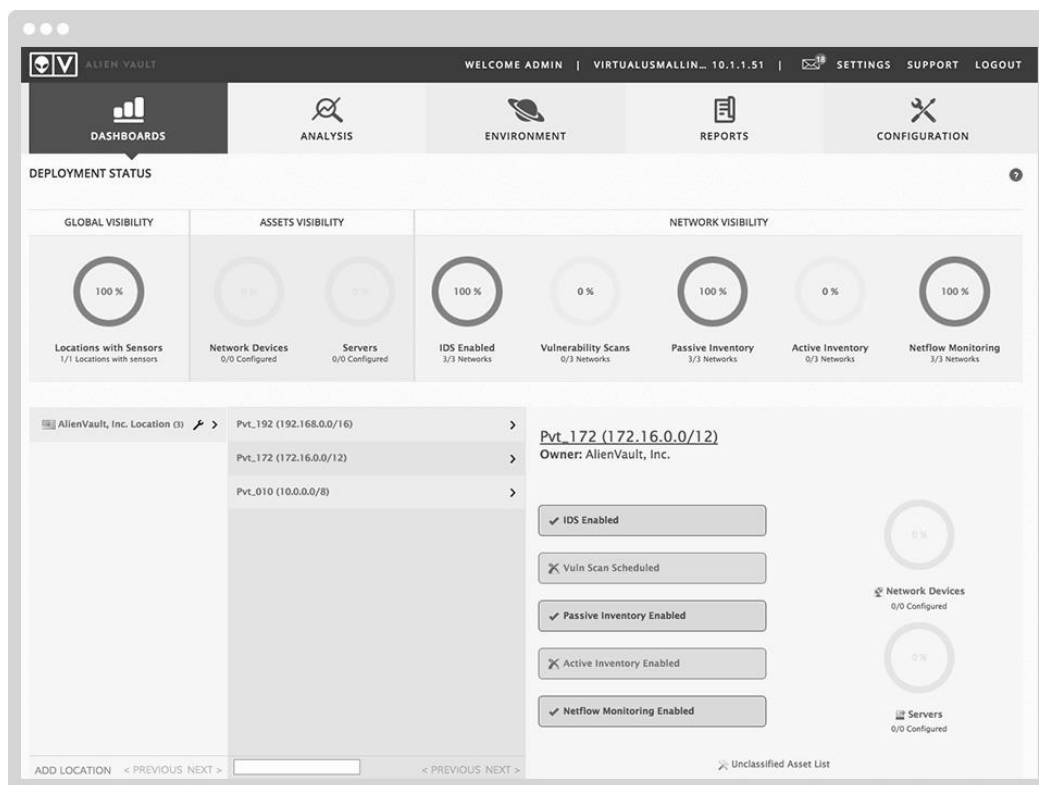 ALIEN VAULT
WELCOME ADMIN | VIRTUALUSMALLIN... 10.1.1.51 | 18 SETTINGS SUPPORT LOGOUT
DASHBOARDS ANALYSIS ENVIRONMENT REPORTS CONFIGURATION
DEPLOYMENT STATUS ?
GLOBAL VISIBILITY ASSETS VISIBILITY NETWORK VISIBILITY
100 % 0 % 0 % 100 % 0 % 100 % 0 % 100 %
Locations with Sensors Network Devices Servers IDS Enabled Vulnerability Scans Passive Inventory Active Inventory Netflow Monitoring
1/1 Locations with sensors 0/0 Configured 0/0 Configured 3/3 Networks 0/3 Networks 3/3 Networks 0/3 Networks 3/3 Networks
AlienVault, Inc. Location (3) >
Pvt_192 (192.168.0.0/16) >
Pvt_172 (172.16.0.0/12) >
Pvt_010 (10.0.0.0/8) >
Pvt_172 (172.16.0.0/12)
Owner: AlienVault, Inc.
IDS Enabled
Vuln Scan Scheduled
Passive Inventory Enabled
Active Inventory Enabled
Netflow Monitoring Enabled
0 %
Network Devices
0/0 Configured
0 %
Servers
0/0 Configured
Unclassified Asset List
ADD LOCATION < PREVIOUS NEXT >
< PREVIOUS NEXT >